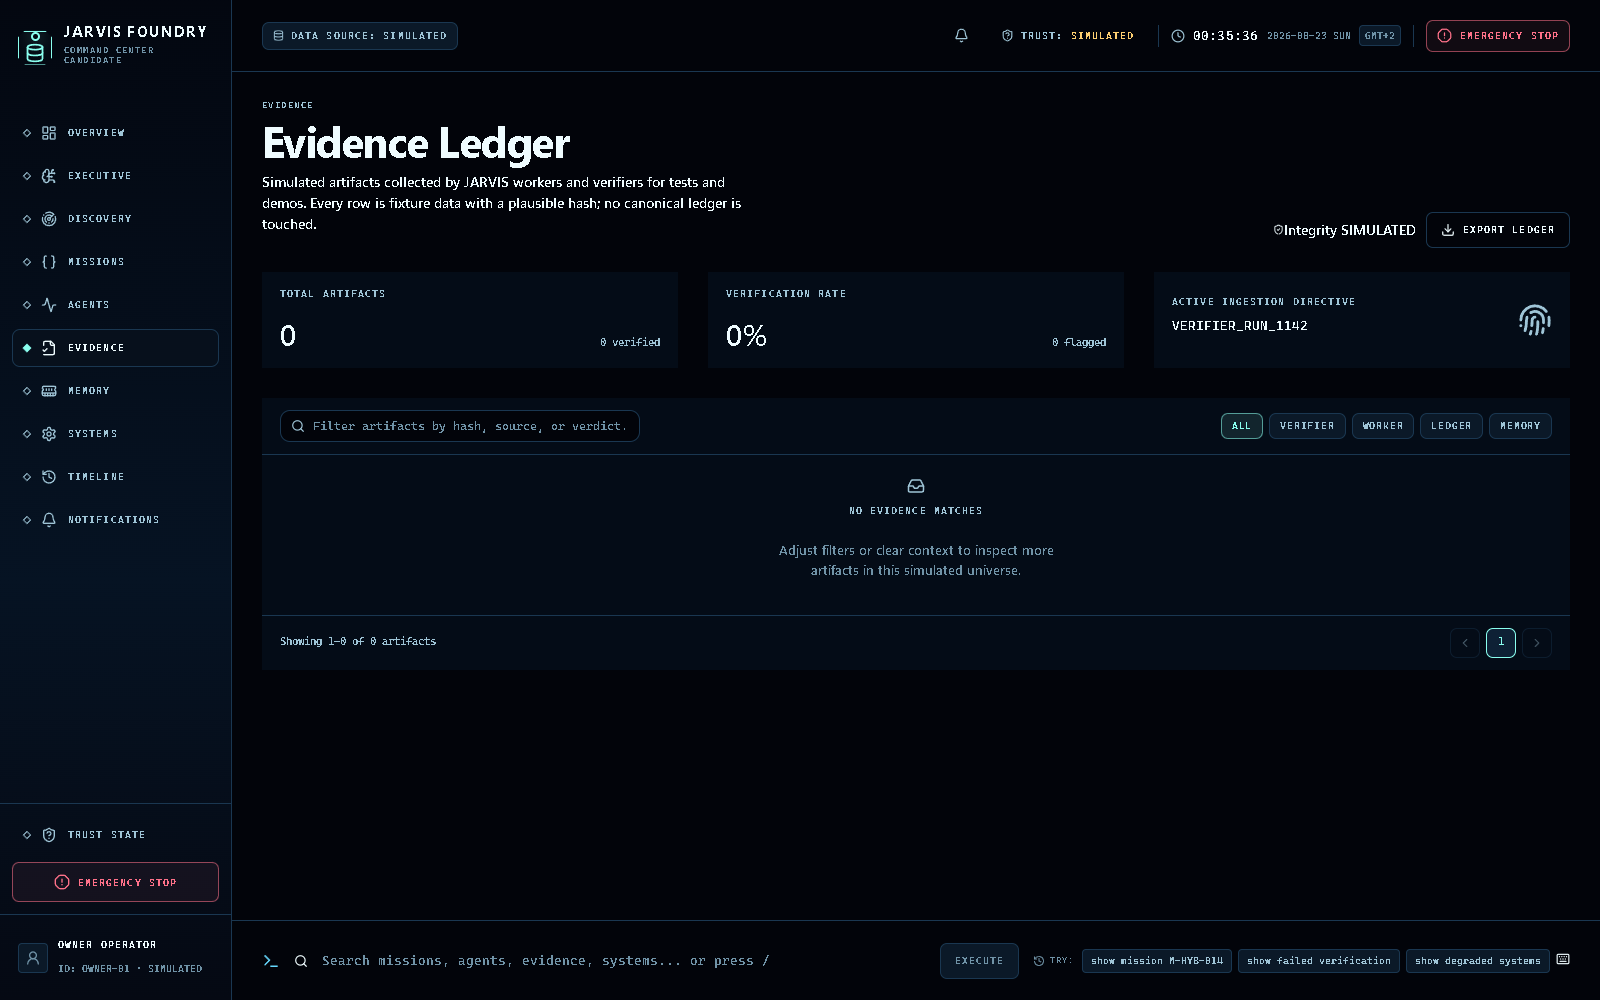 JARVIS FOUNDRY
COMMAND CENTER
CANDIDATE
OVERVIEW
EXECUTIVE
DISCOVERY
MISSIONS
AGENTS
EVIDENCE
MEMORY
SYSTEMS
TIMELINE
NOTIFICATIONS
TRUST STATE
EMERGENCY STOP
OWNER OPERATOR
ID: OWNER-01 • SIMULATED
DATA SOURCE: SIMULATED
TRUST: SIMULATED
00:35:36 2026-08-23 SUN GMT+2
EMERGENCY STOP
EVIDENCE
Evidence Ledger
Simulated artifacts collected by JARVIS workers and verifiers for tests and
demos. Every row is fixture data with a plausible hash; no canonical ledger is
touched.
Integrity SIMULATED
EXPORT LEDGER
TOTAL ARTIFACTS
0
0 verified
VERIFICATION RATE
0%
0 flagged
ACTIVE INGESTION DIRECTIVE
VERIFIER_RUN_1142
Filter artifacts by hash, source, or verdict.
ALL
VERIFIER
WORKER
LEDGER
MEMORY
NO EVIDENCE MATCHES
Adjust filters or clear context to inspect more
artifacts in this simulated universe.
Showing 1-0 of 0 artifacts
1
Search missions, agents, evidence, systems... or press /
EXECUTE
TRY:
show mission M-HYB-014
show failed verification
show degraded systems